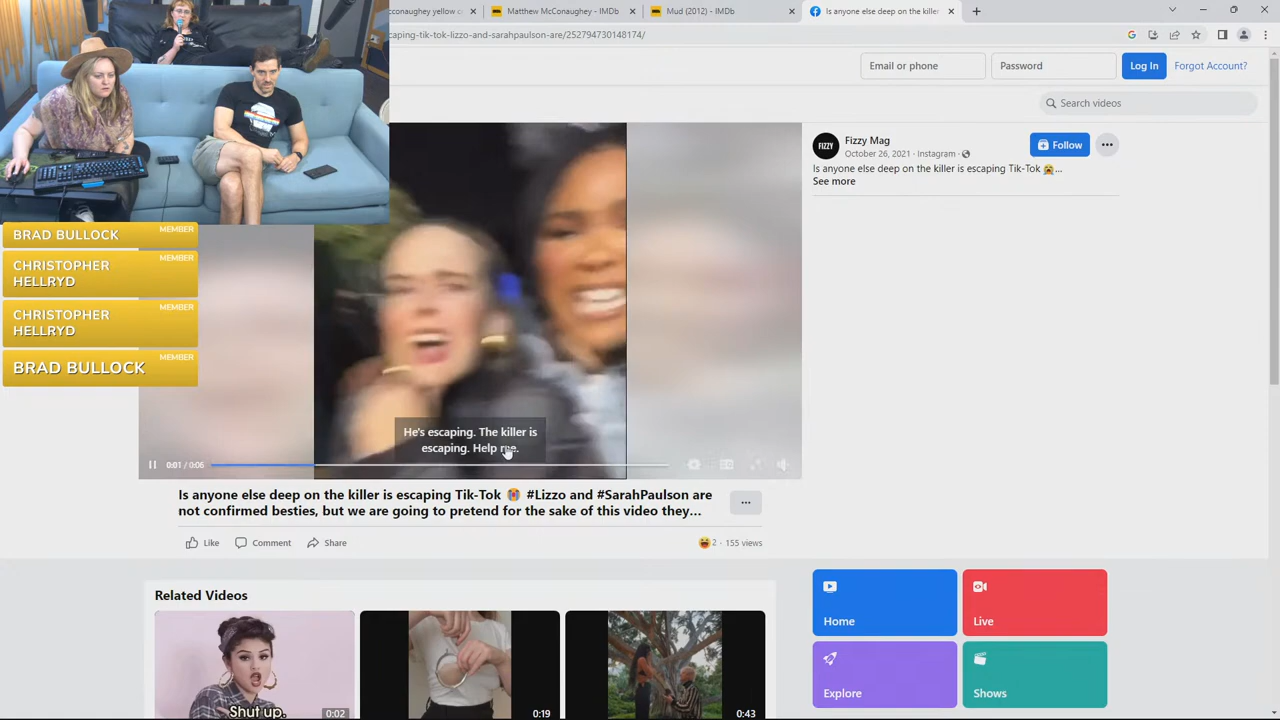 cconaughey yellow c
Matthew McConaughey - IMDb
Mud (2012) - IMDb
Is anyone else deep on the killer
caping-tik-tok-lizzo-and-sarahpaulson-are/252794730148174/
Email or phone
Password
Log In
Forgot Account?
Search videos
FIZZY
Fizzy Mag
October 26, 2021 · Instagram ·
Follow
Is anyone else deep on the killer is escaping Tik-Tok 😭...
See more
BRAD BULLOCK
MEMBER
CHRISTOPHER
HELLRYD
MEMBER
CHRISTOPHER
HELLRYD
MEMBER
BRAD BULLOCK
MEMBER
He's escaping. The killer is
escaping. Help me.
0:01 / 0:06
Is anyone else deep on the killer is escaping Tik-Tok #Lizzo and #SarahPaulson are
not confirmed besties, but we are going to pretend for the sake of this video they...
Like
Comment
Share
2 · 155 views
Related Videos
Shut up.
0:02
0:19
0:43
Home
Live
Explore
Shows